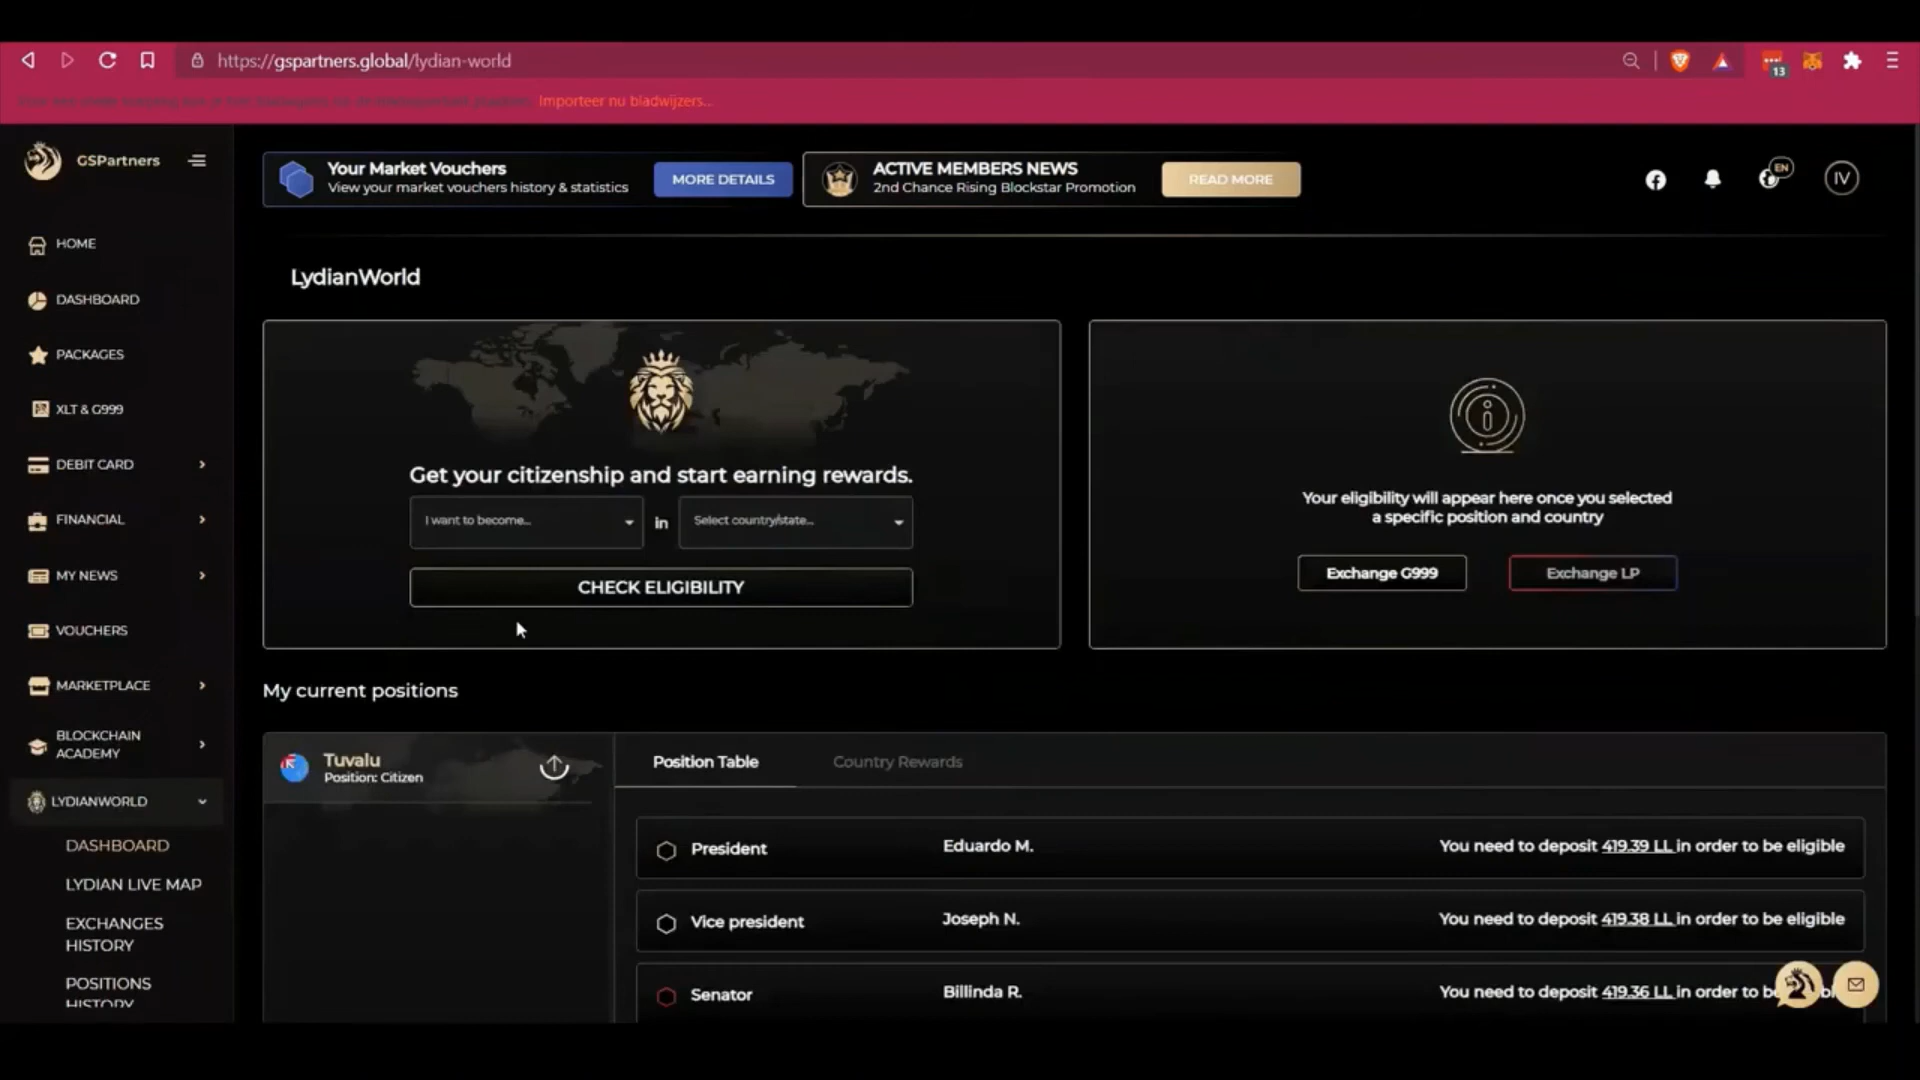 https://gspartners.global/lydian-world
13
Importeer nu bladwijzers...
GSPartners
Your Market Vouchers
View your market vouchers history & statistics
MORE DETAILS
ACTIVE MEMBERS NEWS
2nd Chance Rising Blockstar Promotion
READ MORE
EN
IV
HOME
DASHBOARD
PACKAGES
XLT & G999
DEBIT CARD
FINANCIAL
MY NEWS
VOUCHERS
MARKETPLACE
BLOCKCHAIN
ACADEMY
LYDIANWORLD
DASHBOARD
LYDIAN LIVE MAP
EXCHANGES
HISTORY
POSITIONS
HISTORY
LydianWorld
Get your citizenship and start earning rewards.
I want to become...
in
Select country/state...
CHECK ELIGIBILITY
Your eligibility will appear here once you selected
a specific position and country
Exchange G999
Exchange LP
My current positions
Tuvalu
Position: Citizen
Position Table
Country Rewards
President
Eduardo M.
You need to deposit 419.39 LL in order to be eligible
Vice president
Joseph N.
You need to deposit 419.38 LL in order to be eligible
Senator
Billinda R.
You need to deposit 419.36 LL in order to be